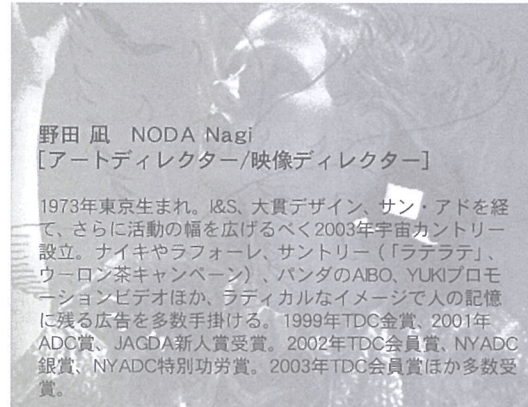 野田 凪　NODA Nagi
[アートディレクター/映像ディレクター]
1973年東京生まれ。I&S、大貫デザイン、サン・アドを経
て、さらに活動の幅を広げるべく2003年宇宙カントリー
設立。ナイキやラフォーレ、サントリー（「ラテラテ」、
ウーロン茶キャンペーン）、パンダのAIBO、YUKIプロモ
ーションビデオほか、ラディカルなイメージで人の記憶
に残る広告を多数手掛ける。1999年TDC金賞、2001年
ADC賞、JAGDA新人賞受賞。2002年TDC会員賞、NYADC
銀賞、NYADC特別功労賞。2003年TDC会員賞ほか多数受
賞。